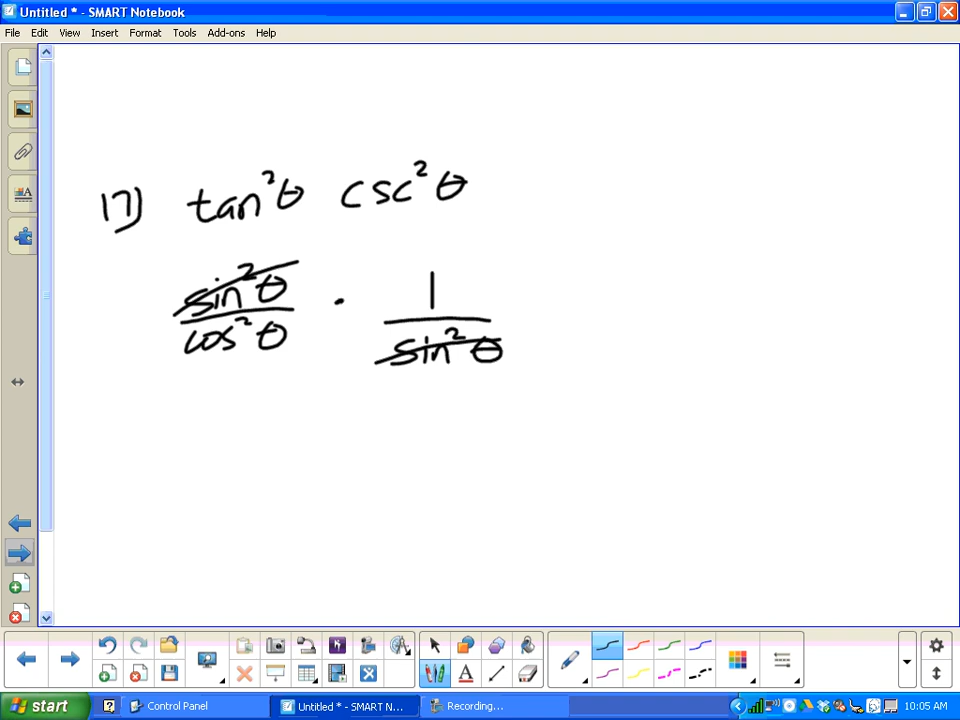 Untitled * - SMART Notebook
File Edit View Insert Format Tools Add-ons Help
17) tan²θ csc²θ
sin²θ/cos²θ · 1/sin²θ
start Control Panel Untitled * - SMART N... Recording... 10:05 AM